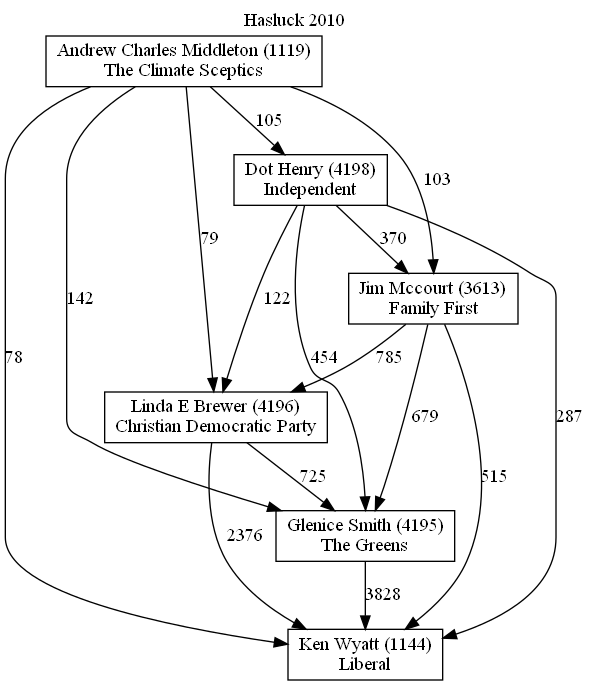 Hasluck 2010
Andrew Charles Middleton (1119)
The Climate Sceptics
105
Dot Henry (4198)
Independent
103
79
370
142
122
Jim Mccourt (3613)
Family First
78
454
785
Linda E Brewer (4196)
Christian Democratic Party
679
287
725
515
Glenice Smith (4195)
The Greens
2376
3828
Ken Wyatt (1144)
Liberal